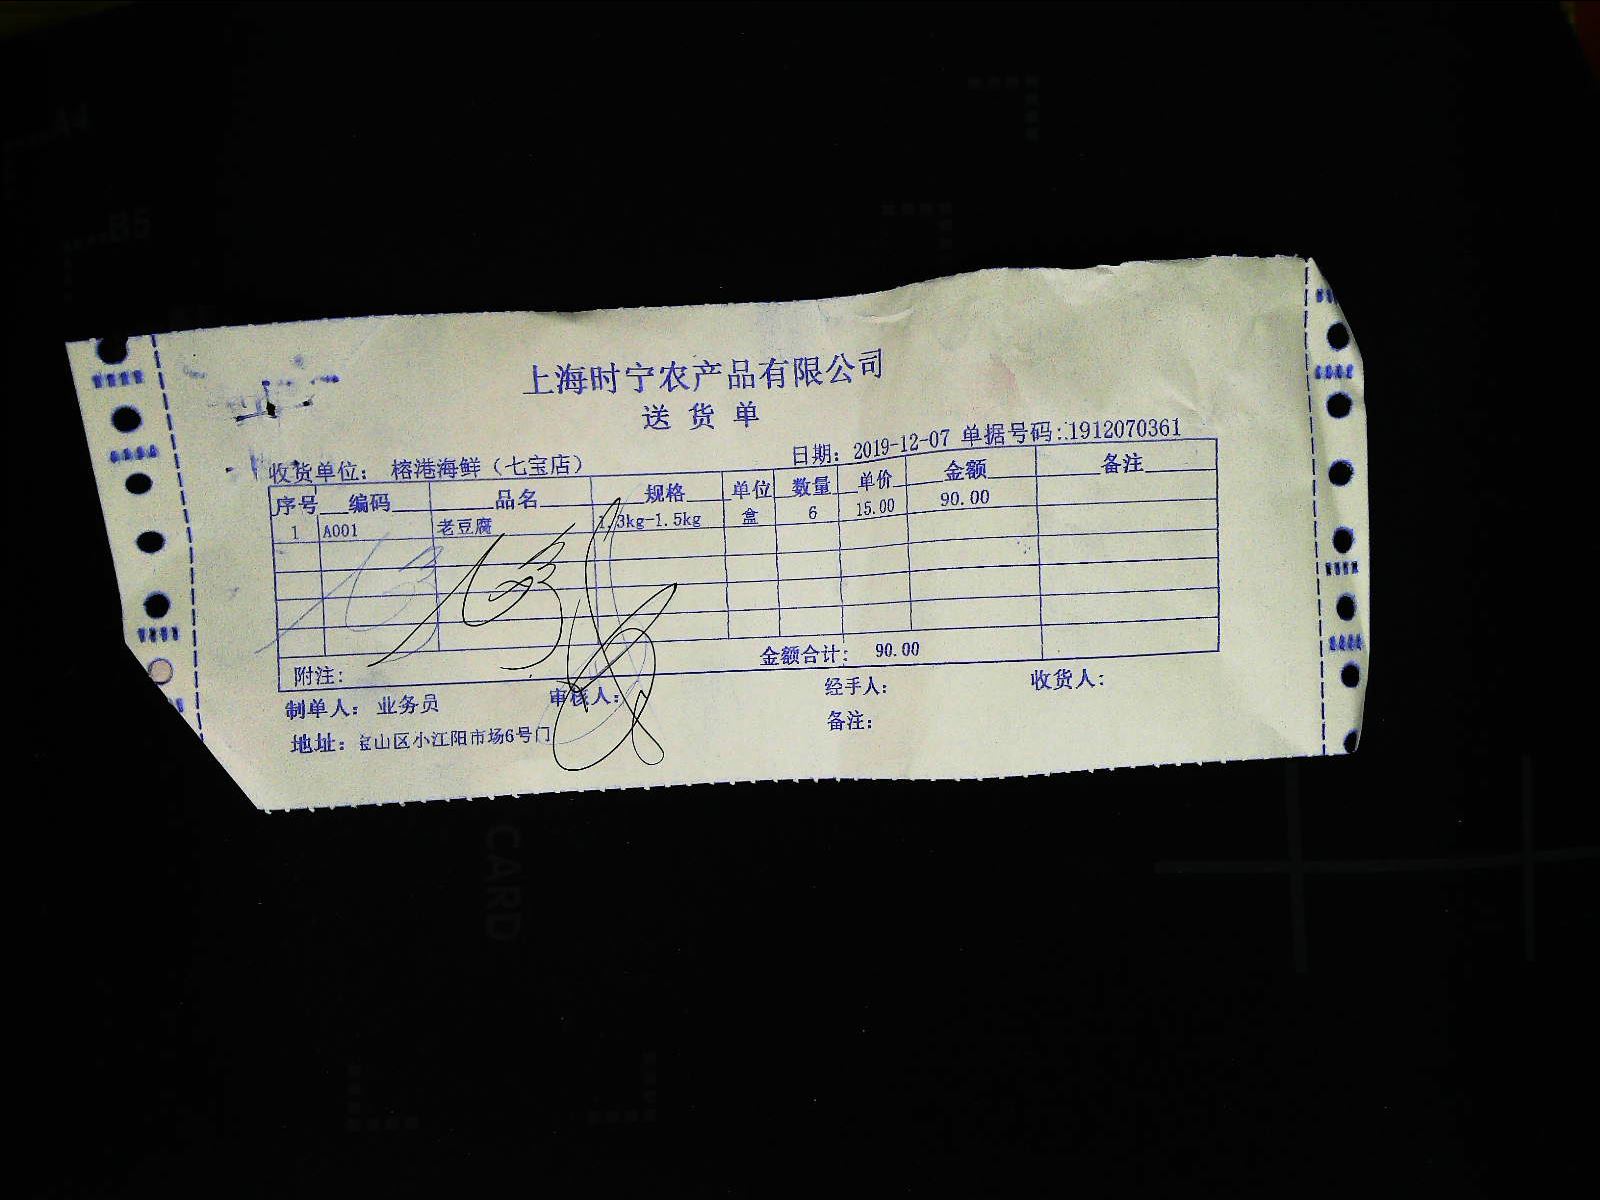 上海时宁农产品有限公司
送货单
日期：2019-12-07 单据号码：1912070361
收货单位： 榕港海鲜（七宝店）
序号 编码 品名 规格 单位 数量 单价 金额 备注
1 A001 老豆腐 1.3kg-1.5kg 盒 6 15.00 90.00
金额合计： 90.00
附注：
制单人： 业务员 审核人： 经手人： 收货人：
地址：宝山区小江阳市场6号门 备注：
CARD
A4
B5